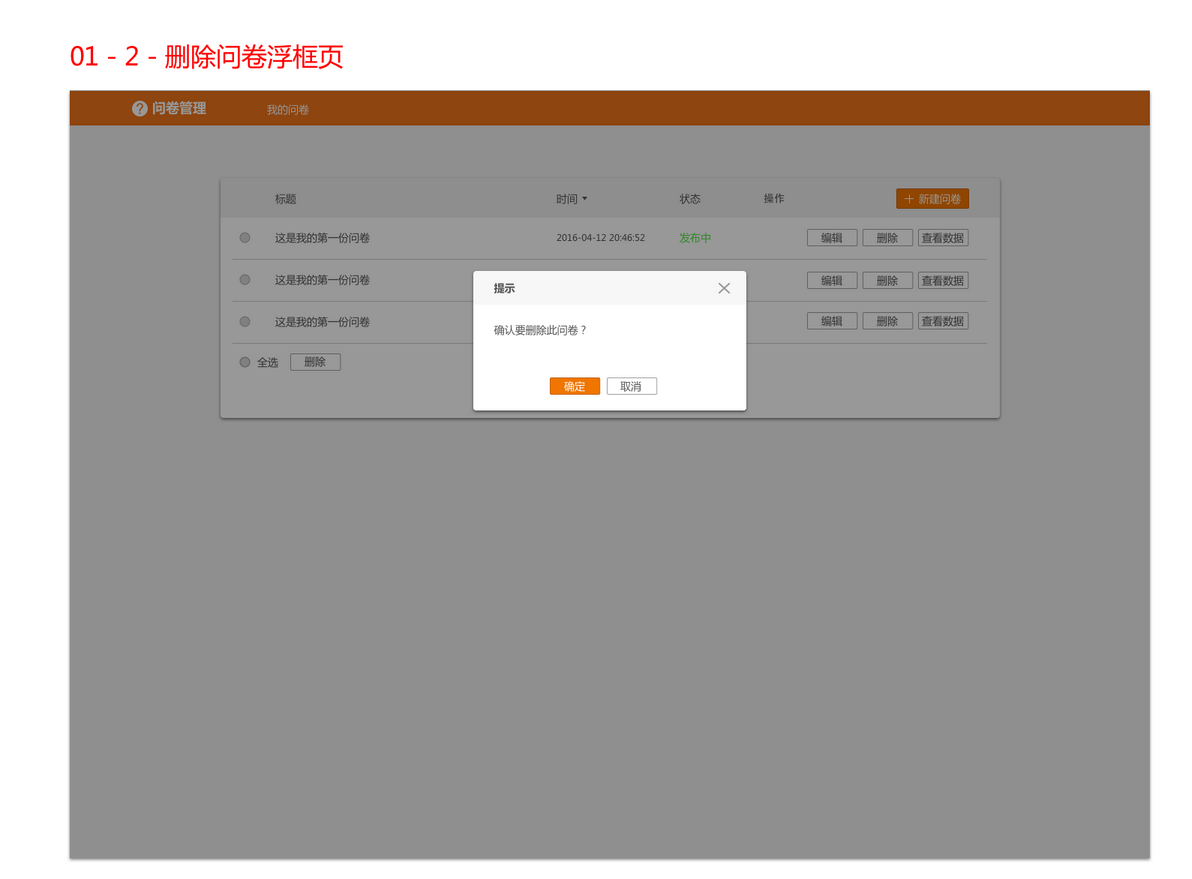 01 - 2 - 删除问卷浮框页
? 问卷管理 我的问卷
标题 时间 状态 操作 + 新建问卷
这是我的第一份问卷 2016-04-12 20:46:52 发布中 编辑 删除 查看数据
这是我的第一份问卷 编辑 删除 查看数据
提示
这是我的第一份问卷 编辑 删除 查看数据
确认要删除此问卷？
全选 删除
确定 取消